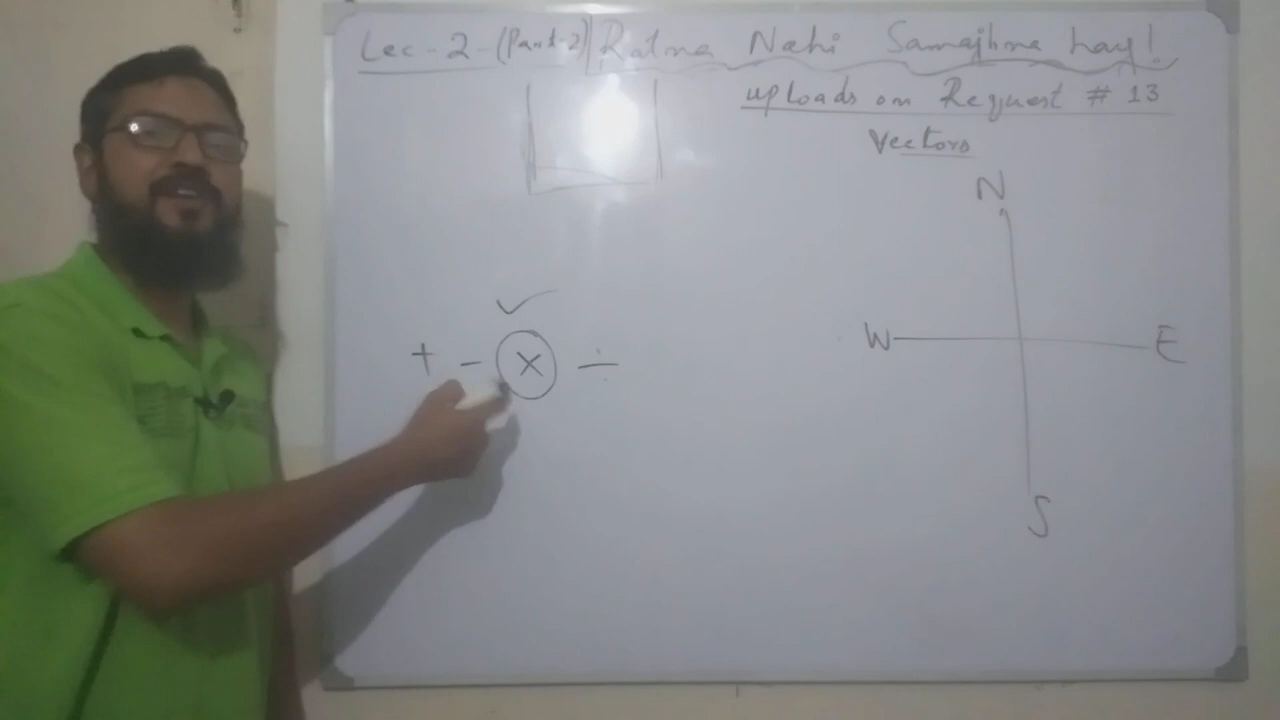 Lec - 2 - (Part-2) Ratna Nahi Samajhna hay!
uploads on Request # 13
Vectors
N
W E
S
+ - × ÷